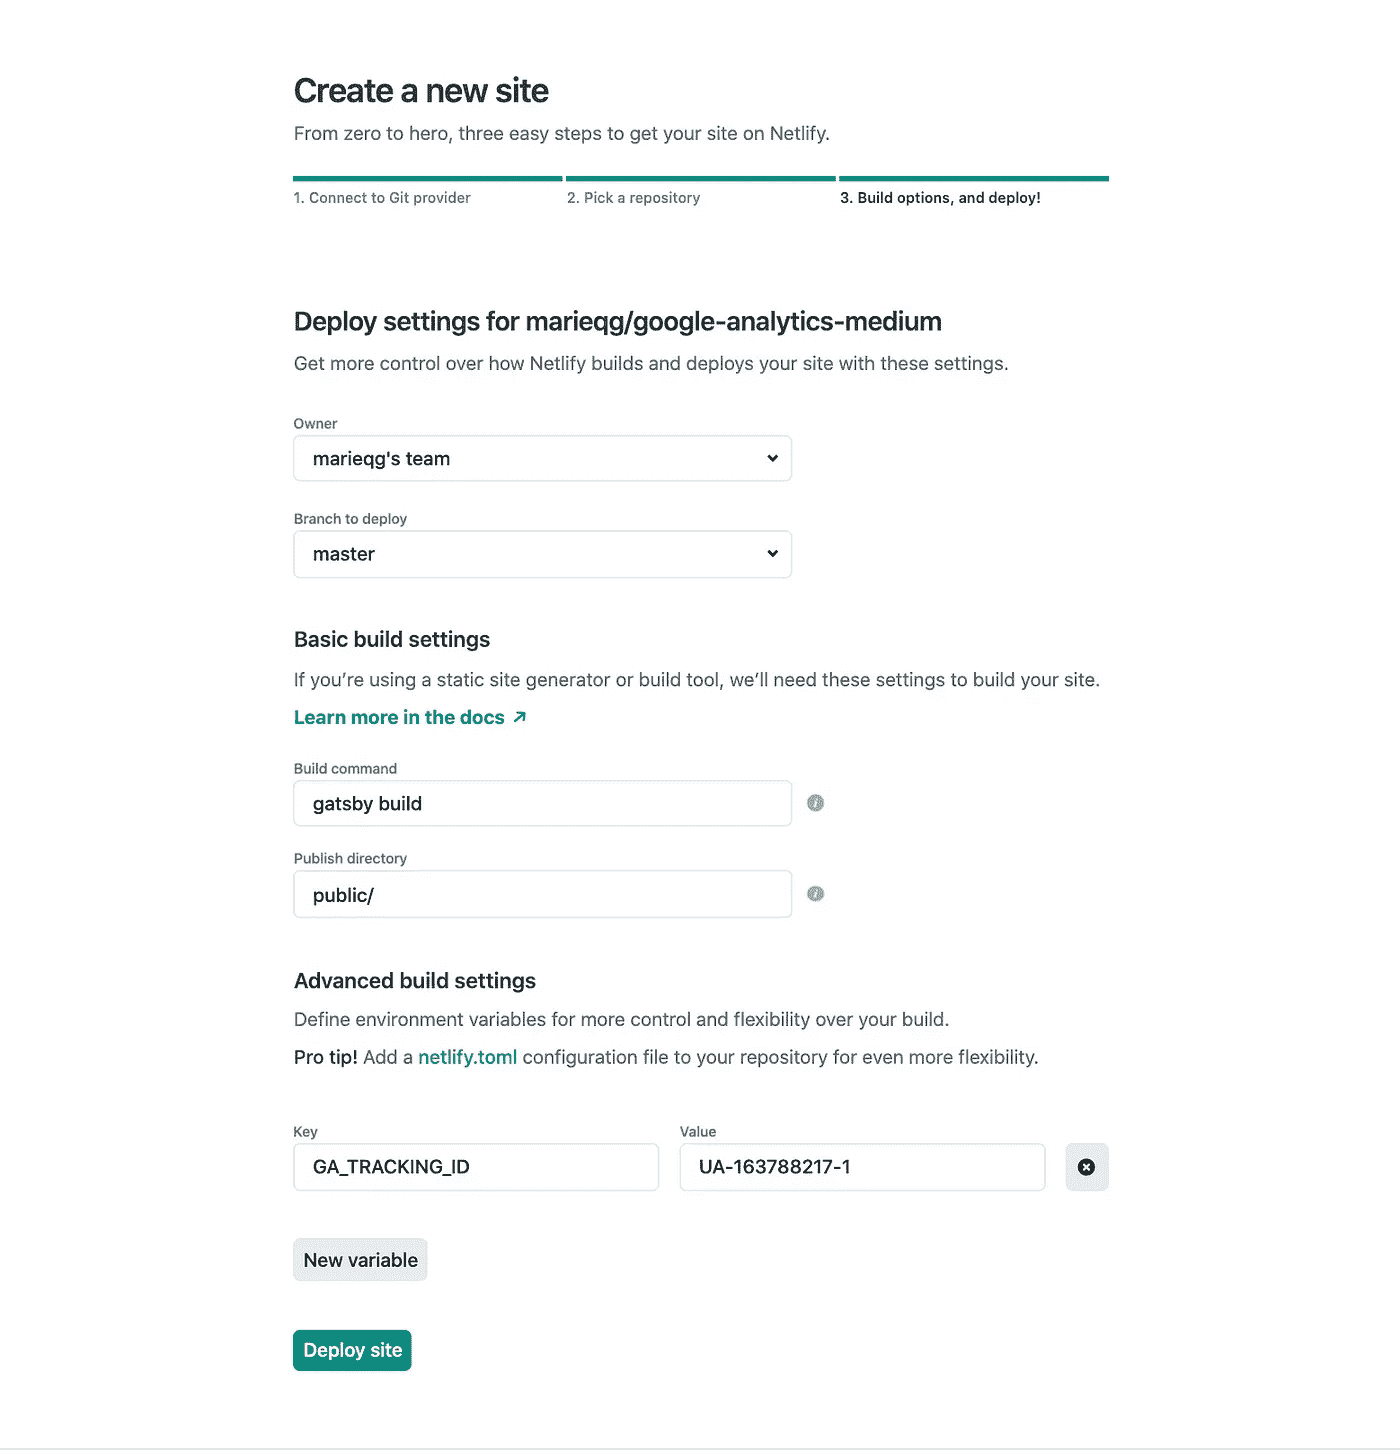 Create a new site
From zero to hero, three easy steps to get your site on Netlify.
1. Connect to Git provider
2. Pick a repository
3. Build options, and deploy!
Deploy settings for marieqg/google-analytics-medium
Get more control over how Netlify builds and deploys your site with these settings.
Owner
marieqg's team
Branch to deploy
master
Basic build settings
If you’re using a static site generator or build tool, we’ll need these settings to build your site.
Learn more in the docs ↗
Build command
gatsby build
Publish directory
public/
Advanced build settings
Define environment variables for more control and flexibility over your build.
Pro tip! Add a netlify.toml configuration file to your repository for even more flexibility.
Key
Value
GA_TRACKING_ID
UA-163788217-1
New variable
Deploy site